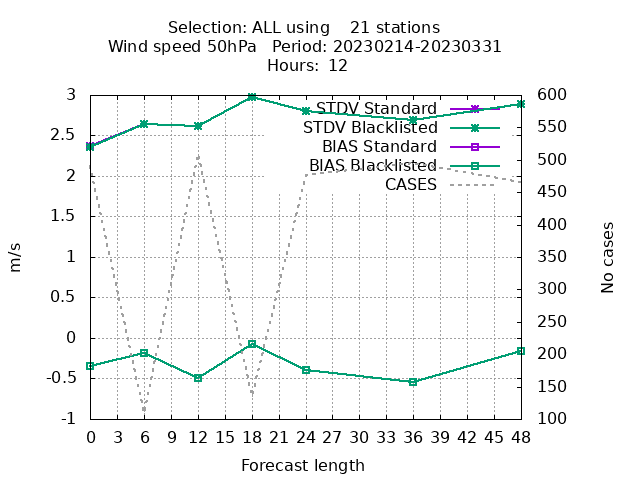 Selection: ALL using    21 stations
Wind speed 50hPa   Period: 20230214-20230331
Hours:  12
STDV Standard
STDV Blacklisted
BIAS Standard
BIAS Blacklisted
CASES
3
2.5
2
1.5
1
0.5
0
-0.5
-1
m/s
600
550
500
450
400
350
300
250
200
150
100
No cases
0 3 6 9 12 15 18 21 24 27 30 33 36 39 42 45 48
Forecast length